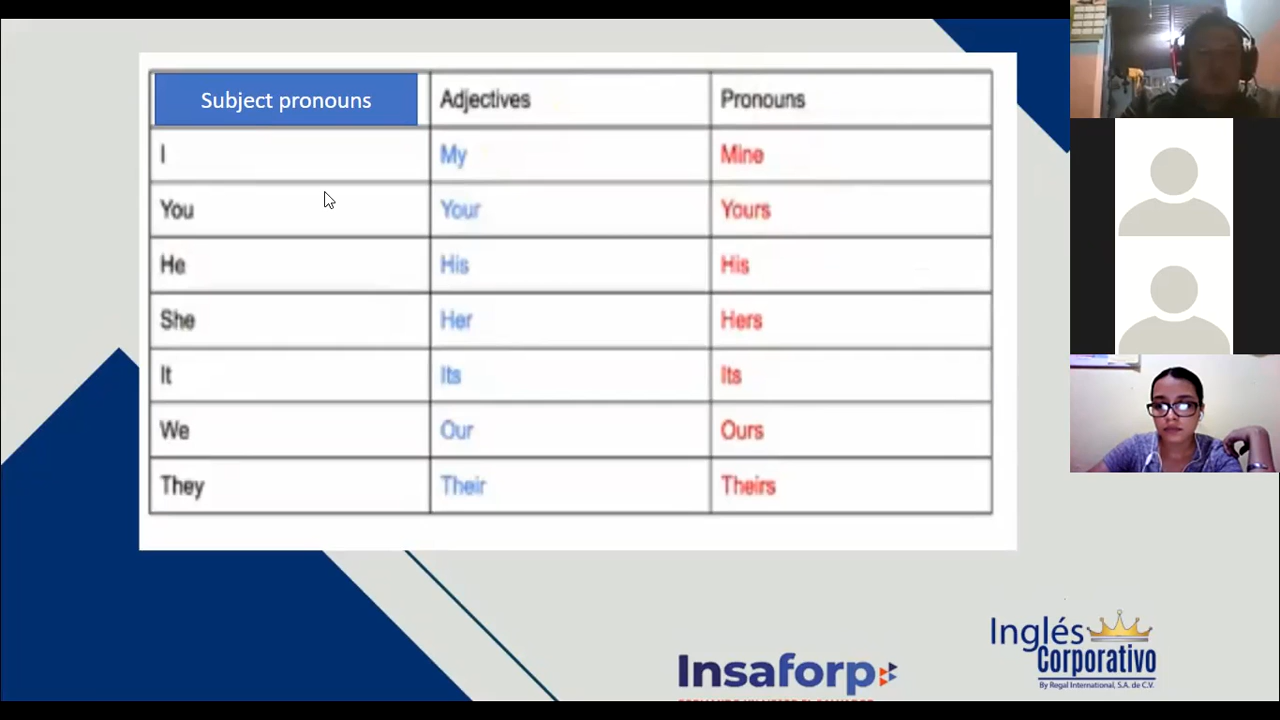 Subject pronouns Adjectives Pronouns
I My Mine
You Your Yours
He His His
She Her Hers
It Its Its
We Our Ours
They Their Theirs
Inglés
Corporativo
By Regal International, S.A. de C.V.
Insaforp